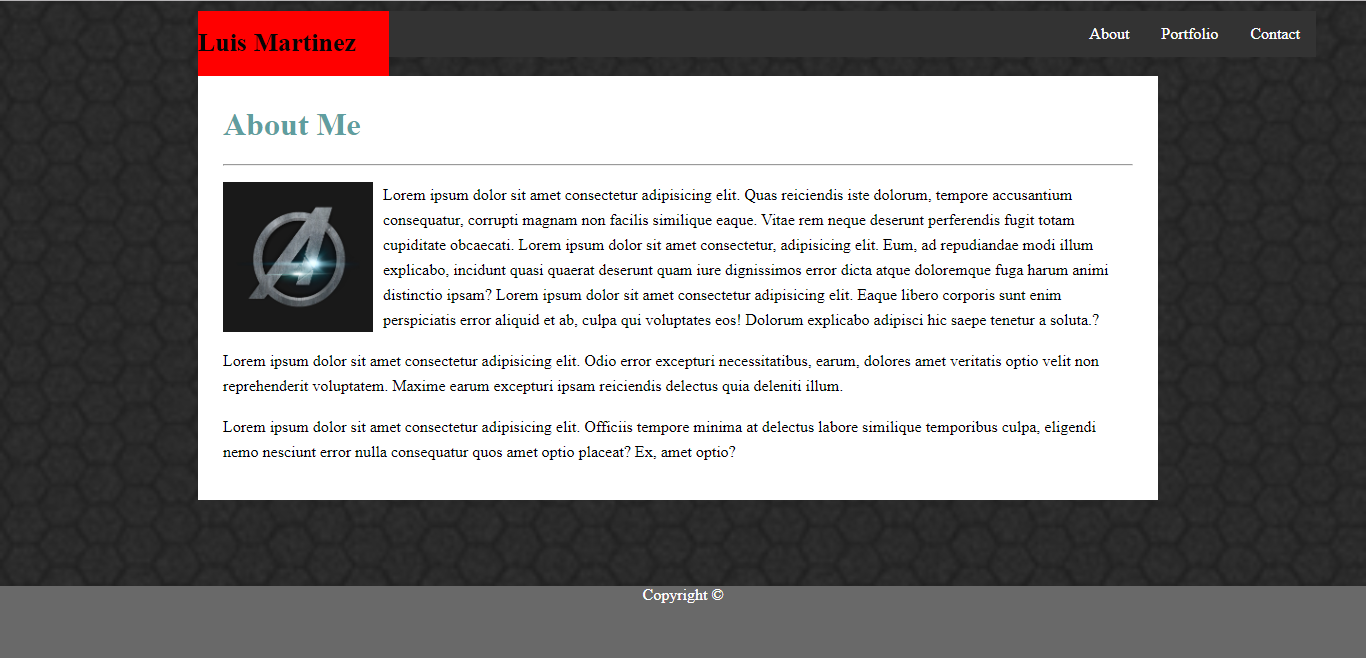 Luis Martinez
About Portfolio Contact
About Me
Lorem ipsum dolor sit amet consectetur adipisicing elit. Quas reiciendis iste dolorum, tempore accusantium
consequatur, corrupti magnam non facilis similique eaque. Vitae rem neque deserunt perferendis fugit totam
cupiditate obcaecati. Lorem ipsum dolor sit amet consectetur, adipisicing elit. Eum, ad repudiandae modi illum
explicabo, incidunt quasi quaerat deserunt quam iure dignissimos error dicta atque doloremque fuga harum animi
distinctio ipsam? Lorem ipsum dolor sit amet consectetur adipisicing elit. Eaque libero corporis sunt enim
perspiciatis error aliquid et ab, culpa qui voluptates eos! Dolorum explicabo adipisci hic saepe tenetur a soluta.?
Lorem ipsum dolor sit amet consectetur adipisicing elit. Odio error excepturi necessitatibus, earum, dolores amet veritatis optio velit non
reprehenderit voluptatem. Maxime earum excepturi ipsam reiciendis delectus quia deleniti illum.
Lorem ipsum dolor sit amet consectetur adipisicing elit. Officiis tempore minima at delectus labore similique temporibus culpa, eligendi
nemo nesciunt error nulla consequatur quos amet optio placeat? Ex, amet optio?
Copyright ©